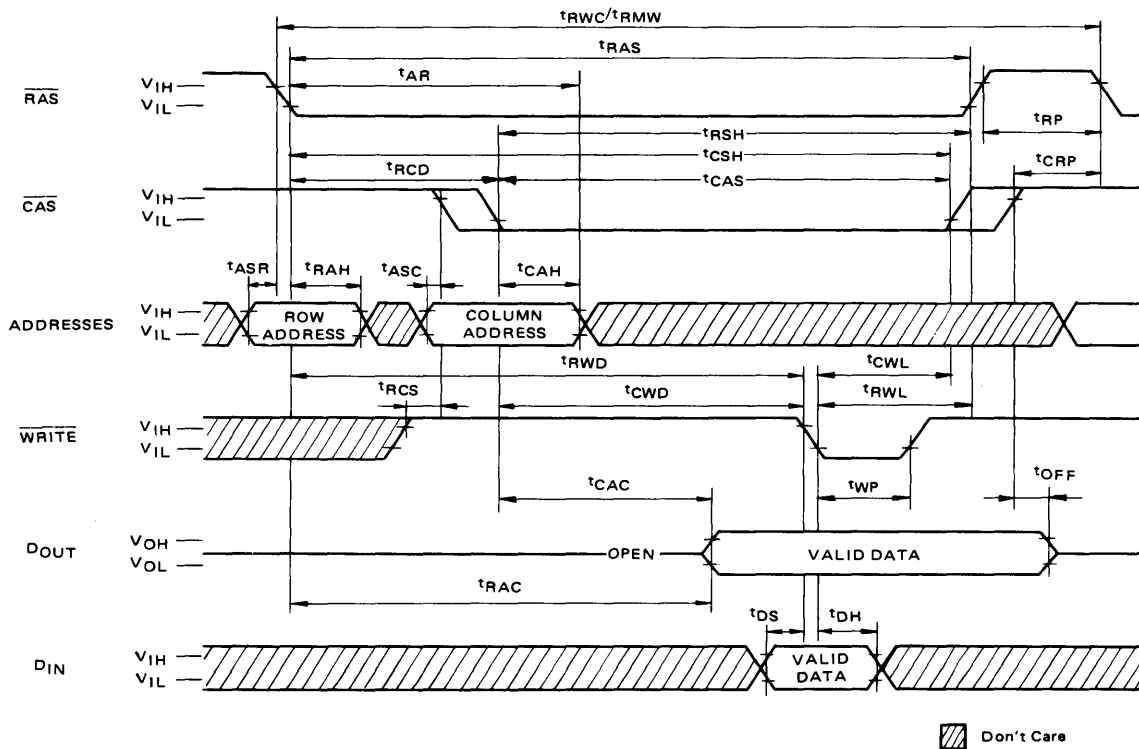 tRWC/tRMW
tRAS
tAR
RAS
VIH
VIL
tRP
tRSH
tCSH
tRCD
tCAS
tCRP
CAS
VIH
VIL
tASR
tRAH
tASC
tCAH
ADDRESSES
VIH
VIL
ROW
ADDRESS
COLUMN
ADDRESS
tRWD
tCWL
tRCS
tCWD
tRWL
WRITE
VIH
VIL
tCAC
tWP
tOFF
DOUT
VOH
VOL
OPEN
VALID DATA
tRAC
tDS
tDH
DIN
VIH
VIL
VALID
DATA
Don't Care